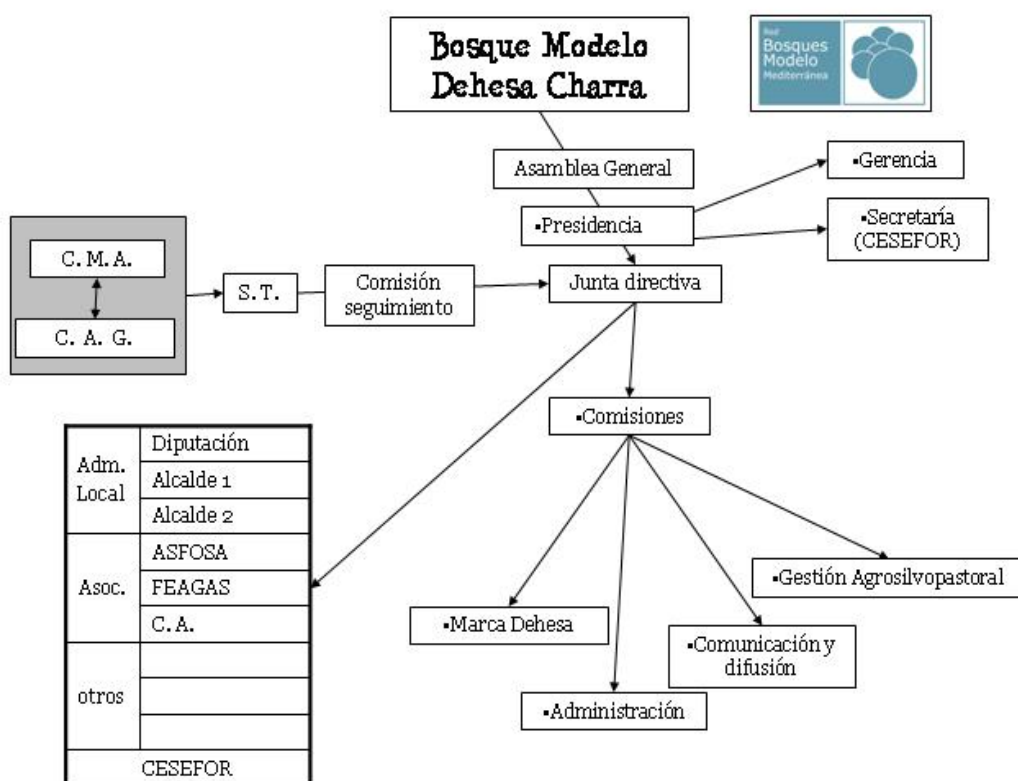 Bosque Modelo
Dehesa Charra
Red
Bosques
Modelo
Mediterránea
Asamblea General
▪Gerencia
▪Presidencia
▪Secretaría
(CESEFOR)
C. M. A.
C. A. G.
S. T.
Comisión
seguimiento
Junta directiva
▪Comisiones
Adm.
Local
Diputación
Alcalde 1
Alcalde 2
Asoc.
ASFOSA
FEAGAS
C. A.
otros
CESEFOR
▪Gestión Agrosilvopastoral
▪Marca Dehesa
▪Comunicación y
difusión
▪Administración